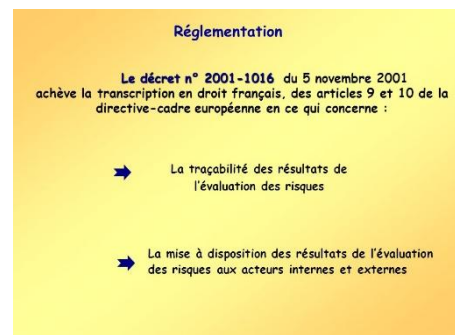 Réglementation
Le décret n° 2001-1016 du 5 novembre 2001
achève la transcription en droit français, des articles 9 et 10 de la
directive-cadre européenne en ce qui concerne :
La traçabilité des résultats de
l'évaluation des risques
La mise à disposition des résultats de l'évaluation
des risques aux acteurs internes et externes